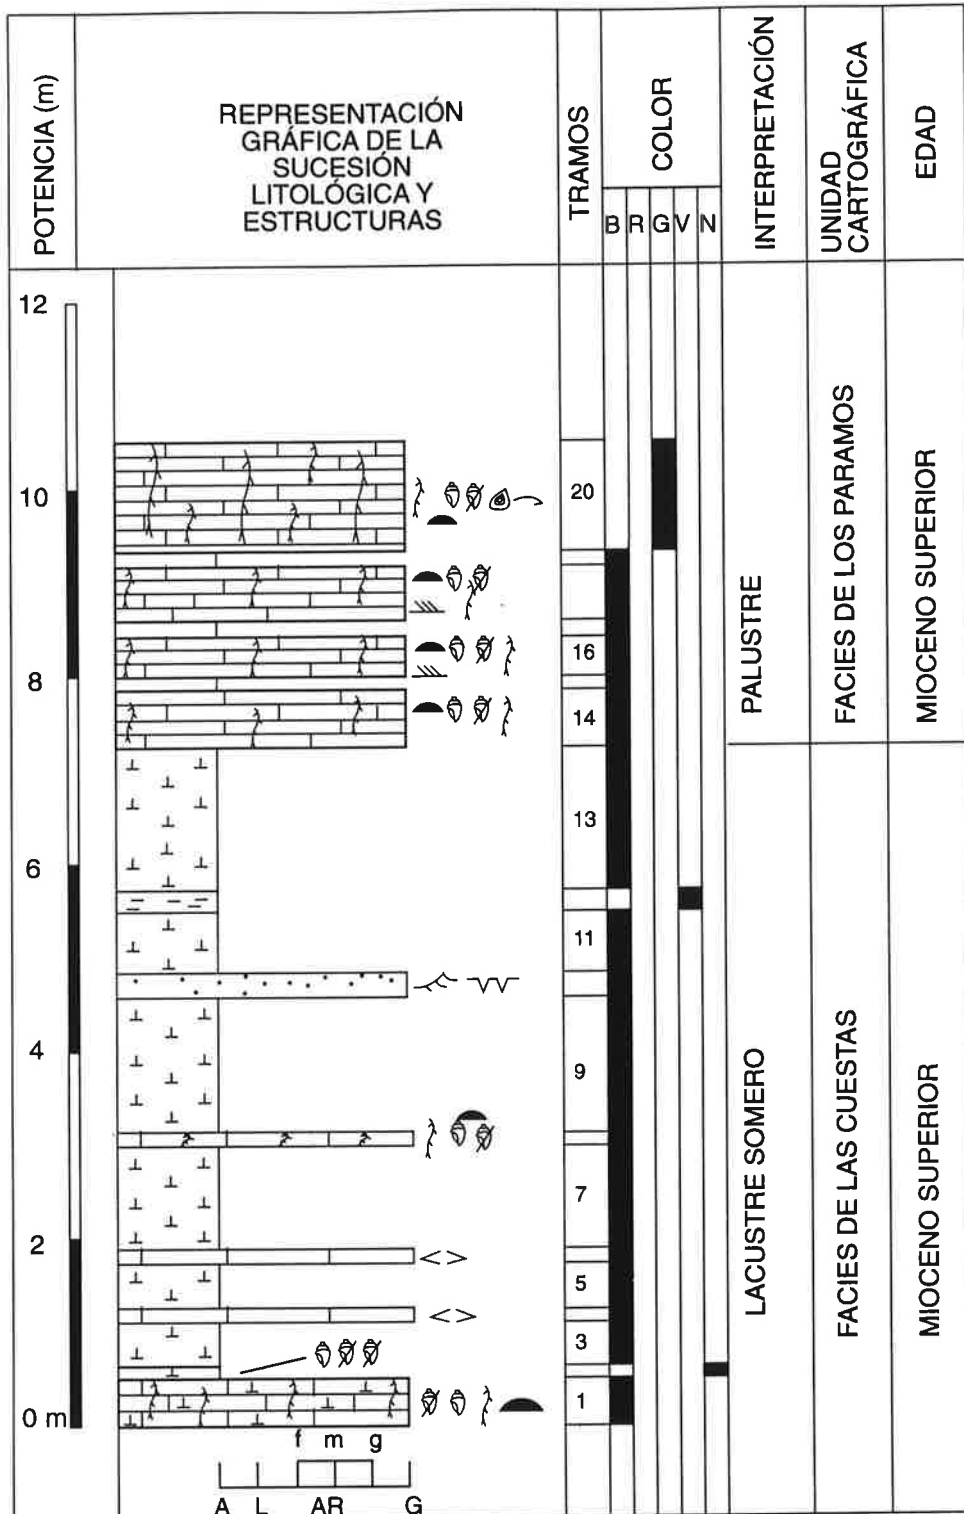 POTENCIA (m)
REPRESENTACIÓN
GRÁFICA DE LA
SUCESIÓN
LITOLÓGICA Y
ESTRUCTURAS
TRAMOS
COLOR
B R G V N
INTERPRETACIÓN
UNIDAD
CARTOGRÁFICA
EDAD
12
10
8
6
4
2
0 m
20
16
14
13
11
9
7
5
3
1
PALUSTRE
LACUSTRE SOMERO
FACIES DE LOS PARAMOS
FACIES DE LAS CUESTAS
MIOCENO SUPERIOR
MIOCENO SUPERIOR
f m g
A L AR G